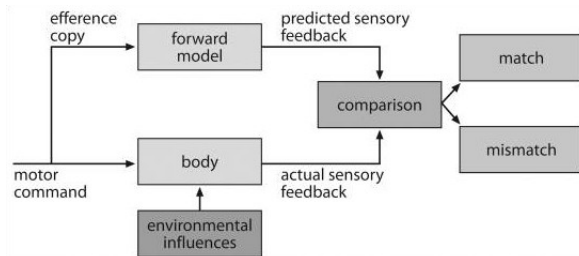 efference
copy
forward
model
predicted sensory
feedback
match
comparison
mismatch
motor
command
body
actual sensory
feedback
environmental
influences